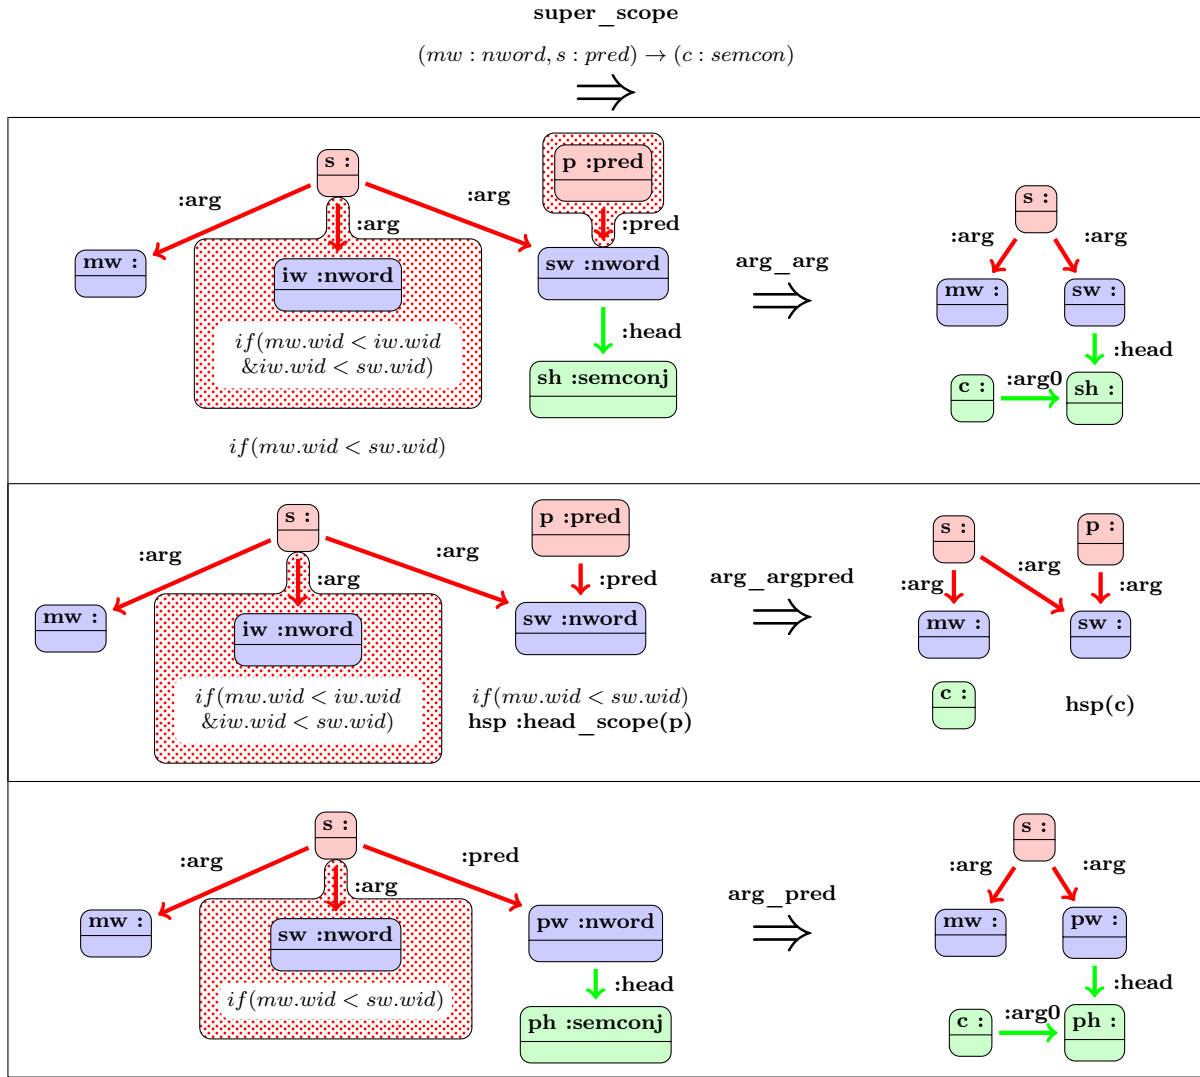 super_scope
(mw : nword, s : pred) → (c : semcon)
⇒
s :
p :pred
:arg
:arg
:arg
:pred
mw :
iw :nword
sw :nword
if(mw.wid < iw.wid
&iw.wid < sw.wid)
:head
sh :semconj
if(mw.wid < sw.wid)
arg_arg
⇒
s :
:arg
:arg
mw :
sw :
:head
c :
:arg0
sh :
s :
p :pred
:arg
:arg
:arg
:pred
mw :
iw :nword
sw :nword
if(mw.wid < iw.wid
&iw.wid < sw.wid)
if(mw.wid < sw.wid)
hsp :head_scope(p)
arg_argpred
⇒
s :
p :
:arg
:arg
:arg
mw :
sw :
c :
hsp(c)
s :
:arg
:arg
:pred
mw :
sw :nword
pw :nword
if(mw.wid < sw.wid)
:head
ph :semconj
arg_pred
⇒
s :
:arg
:arg
mw :
pw :
:head
c :
:arg0
ph :